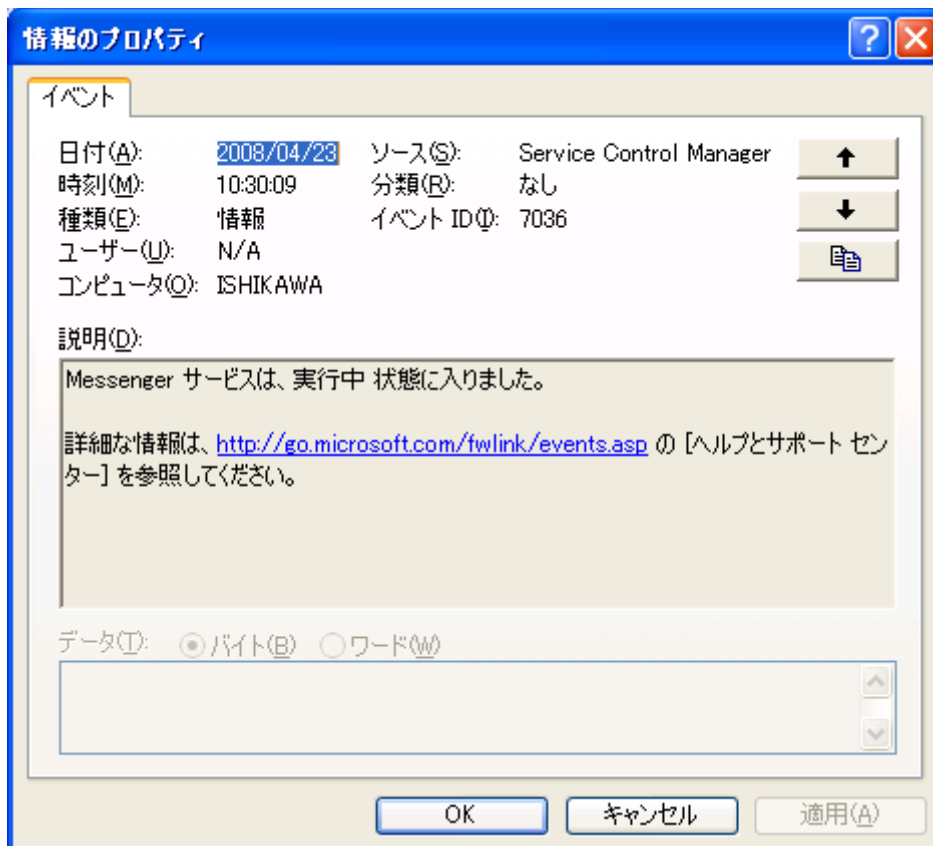 情報のプロパティ
イベント
日付(A): 2008/04/23 ソース(S): Service Control Manager
時刻(M): 10:30:09 分類(R): なし
種類(E): 情報 イベント ID(I): 7036
ユーザー(U): N/A
コンピュータ(O): ISHIKAWA
説明(D):
Messenger サービスは、実行中 状態に入りました。
詳細な情報は、http://go.microsoft.com/fwlink/events.asp の [ヘルプとサポート セン
ター] を参照してください。
データ(T): バイト(B) ワード(W)
OK キャンセル 適用(A)